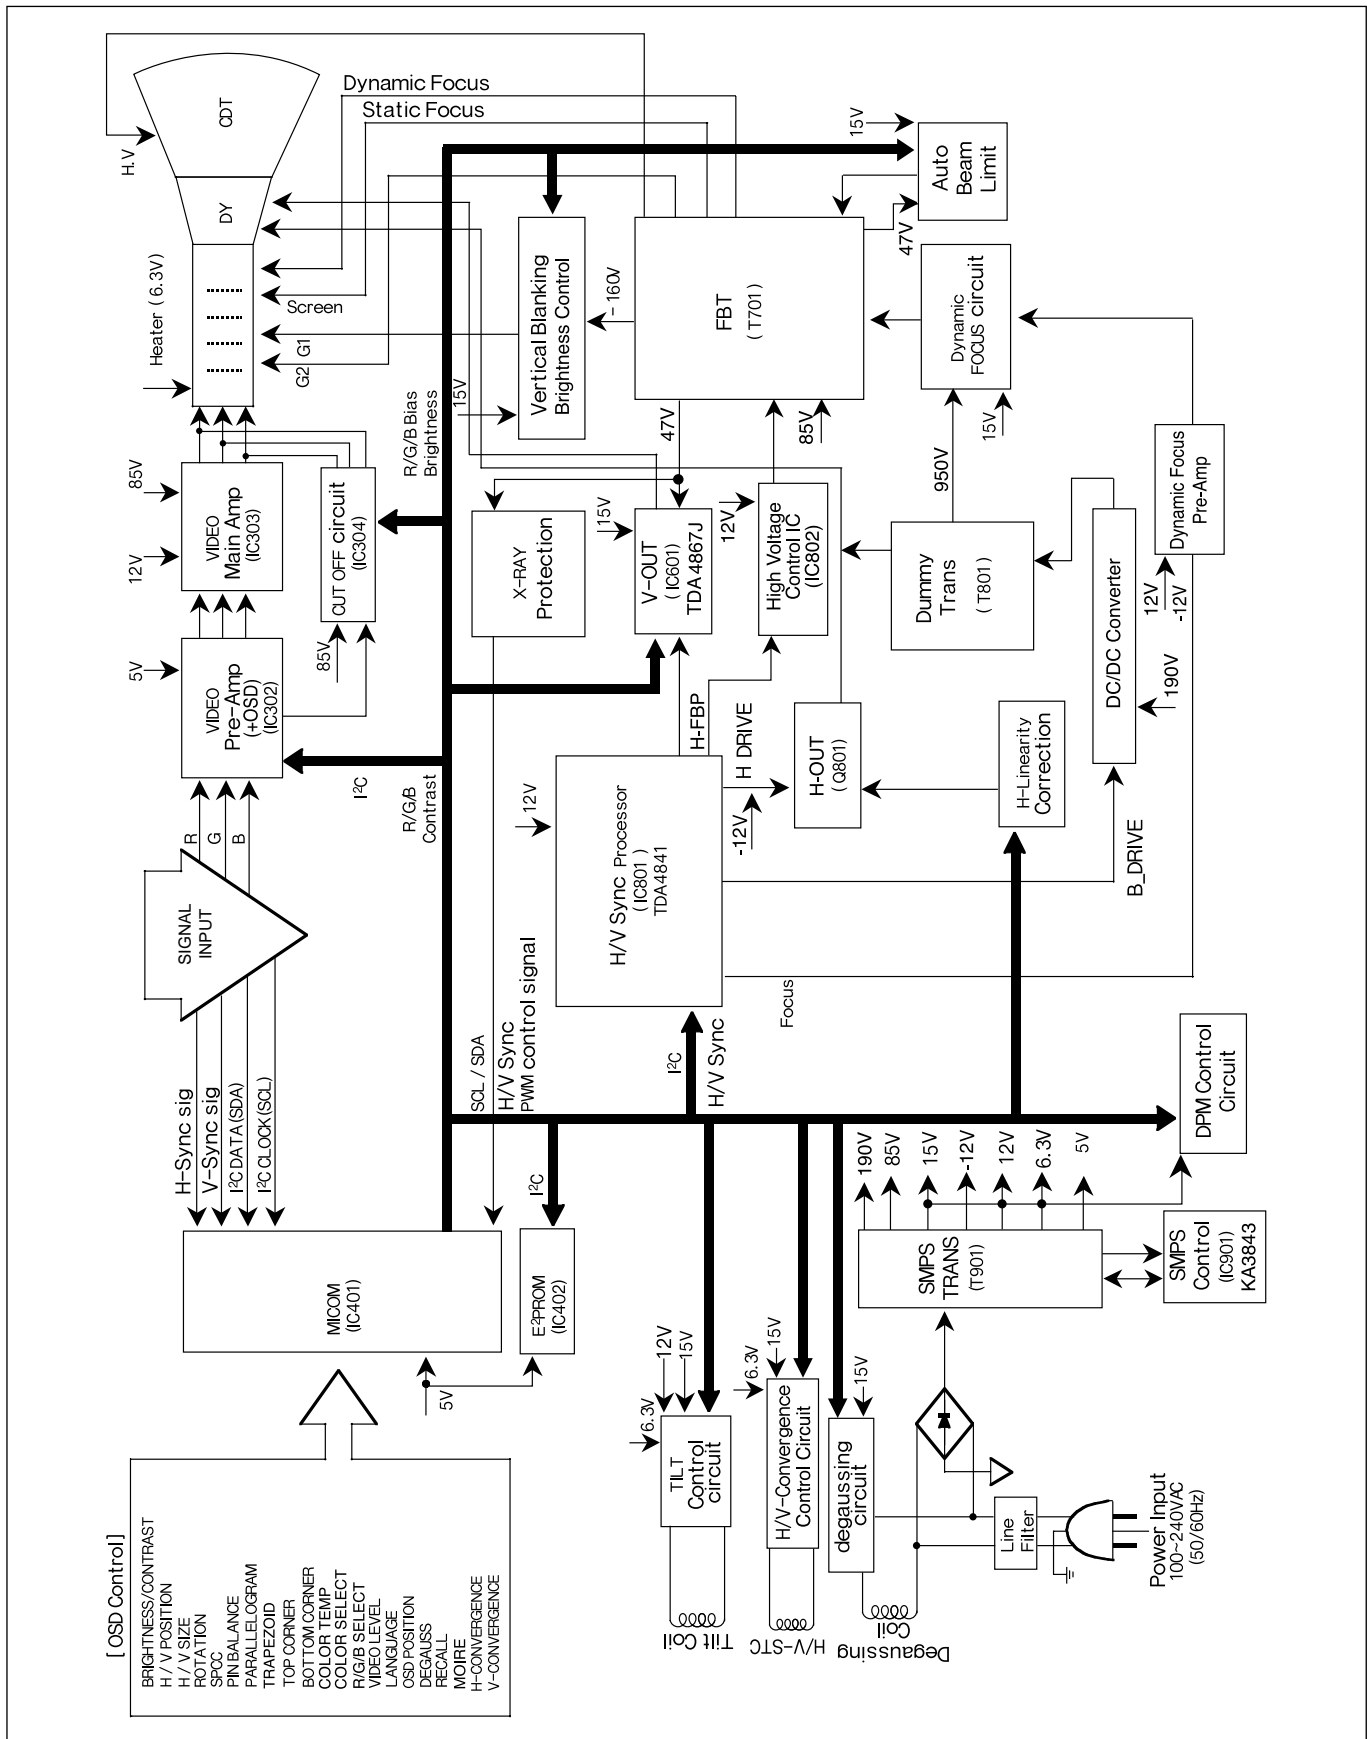 [ OSD Control ]
BRIGHTNESS/CONTRAST
H / V POSITION
H / V SIZE
ROTATION
SPCC
PINBALANCE
PARALLELOGRAM
TRAPEZOID
TOP CORNER
BOTTOM CORNER
COLOR TEMP
COLOR SELECT
R/G/B SELECT
VIDEO LEVEL
LANGUAGE
OSD POSITION
DEGAUSS
RECALL
MOIRE
H-CONVERGENCE
V-CONVERGENCE
MICOM
(IC401)
5V
E²PROM
(IC402)
I²C
H-Sync sig
V-Sync sig
I²C DATA(SDA)
I²C CLOCK(SCL)
SIGNAL
INPUT
R
G
B
VIDEO
Pre-Amp
(+OSD)
(IC302)
5V
I²C
R/G/B
Contrast
VIDEO
Main Amp
(IC303)
12V
85V
CUT OFF circuit
(IC304)
85V
R/G/B Bias
Brightness
Heater ( 6.3V)
CDT
DY
H.V
Dynamic Focus
Static Focus
Screen
G1
G2
15V
Vertical Blanking
Brightness Control
-160V
FBT
( T701)
47V
85V
15V
Auto
Beam
Limit
47V
Dynamic
FOCUS circuit
15V
950V
X-RAY
Protection
15V
V-OUT
(IC601)
TDA 4867J
12V
High Voltage
Control IC
(IC802)
Dummy
Trans
( T801)
DC/DC Converter
190V
Dynamic Focus
Pre-Amp
12V
-12V
H-FBP
H DRIVE
-12V
H-OUT
(Q801)
H-Linearity
Correction
B_DRIVE
12V
H/V Sync Processor
( IC801 )
TDA4841
Focus
SCL / SDA
H/V Sync
PWM control signal
I²C
H/V Sync
DPM Control
Circuit
190V
85V
15V
-12V
12V
6.3V
5V
SMPS
TRANS
(T901)
SMPS
Control
(IC901)
KA3843
6.3V
12V
15V
TILT
Control
circuit
Tilt Coil
6.3V
15V
H/V-Convergence
Control Circuit
H/V-STC
15V
degaussing
circuit
Degaussing
Coil
Line
Filter
Power Input
100~240VAC
(50/60Hz)